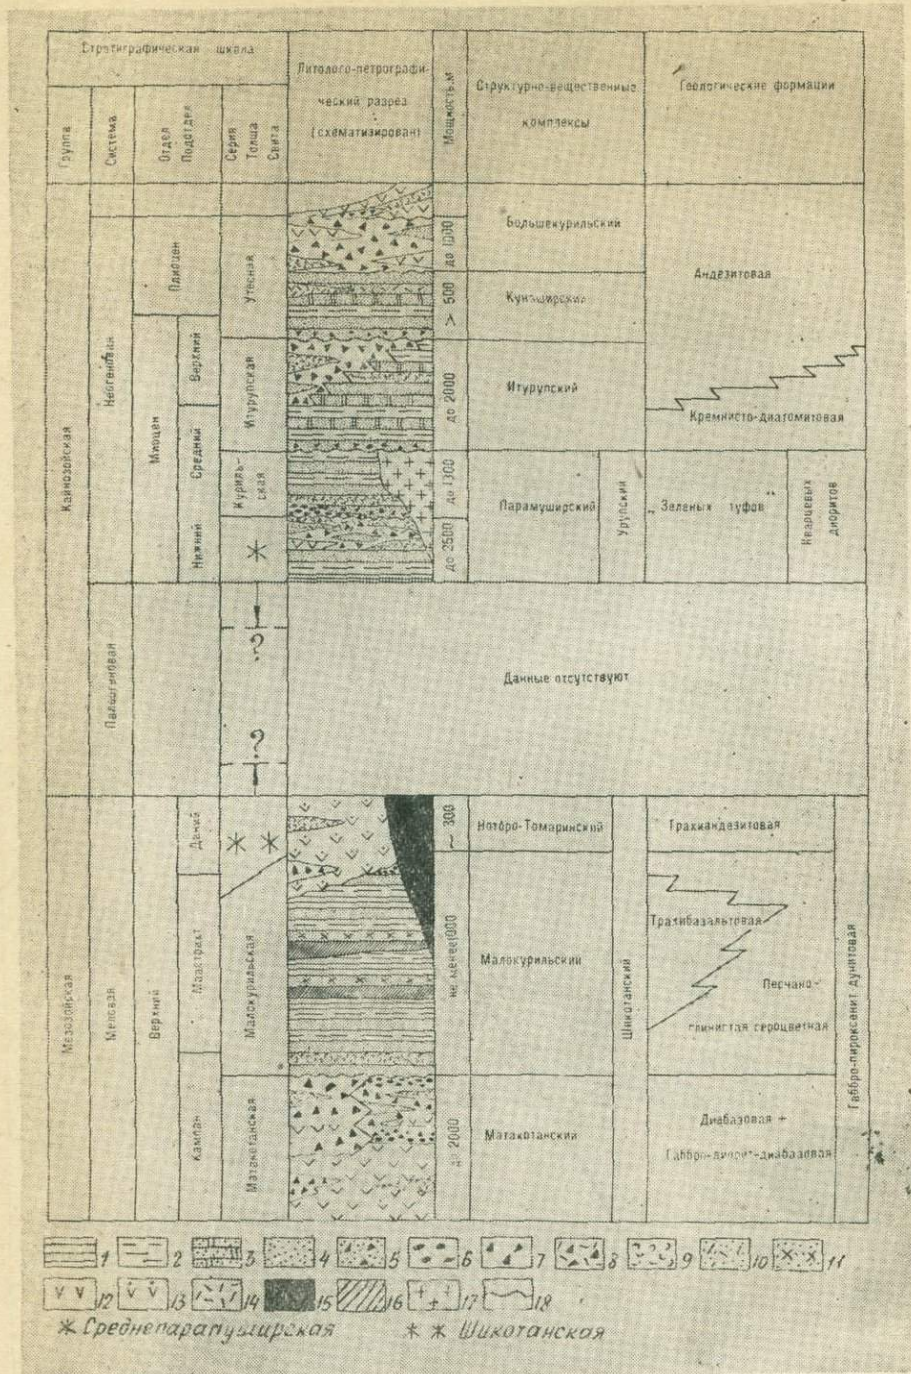 Стратиграфическая шкала
Группа
Система
Отдел
Подотдел
Серия
Толща
Свита
Литолого-петрографи-
ческий разрез
(схематизирован)
Мощность, м
Структурно-вещественные
комплексы
Геологические формации
Кайнозойская
Неогеновая
Плиоцен
Миоцен
Верхний
Средний
Нижний
Утесная
Итурупская
Куриль-
ская
*
до 1000
> 500
до 2000
до 1300
до 2500
Большекурильский
Кунаширский
Итурупский
Парамуширский
Урупский
Андезитовая
Кремнисто-диатомитовая
"Зеленых туфов"
Кварцевых
диоритов
Палеогеновая
?
?
Данные отсутствуют
Мезозойская
Меловая
Верхний
Даний
Маастрихт
Кампан
* *
Малокурильская
Матакотанская
~ 300
не менее 1000
до 2000
Ноторо-Томаринский
Малокурильский
Матакотанский
Шикотанский
Трахиандезитовая
Трахибазальтовая
Песчано-
глинистая сероцветная
Диабазовая +
Габбро-диорит-диабазовая
Габбро-пироксенит дунитовая
1 2 3 4 5 6 7 8 9 10 11
12 13 14 15 16 17 18
* Среднепарамуширская * * Шикотанская